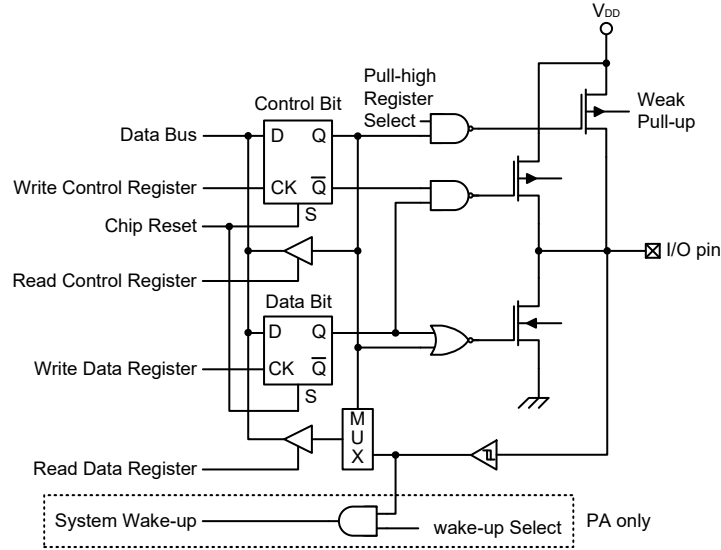 VDD
Pull-high
Register
Select
Control Bit
Weak
Pull-up
Data Bus
D Q
Write Control Register
CK Q̅
Chip Reset
S
I/O pin
Read Control Register
Data Bit
D Q
Write Data Register
CK Q̅
S
M
U
X
Read Data Register
System Wake-up
wake-up Select
PA only